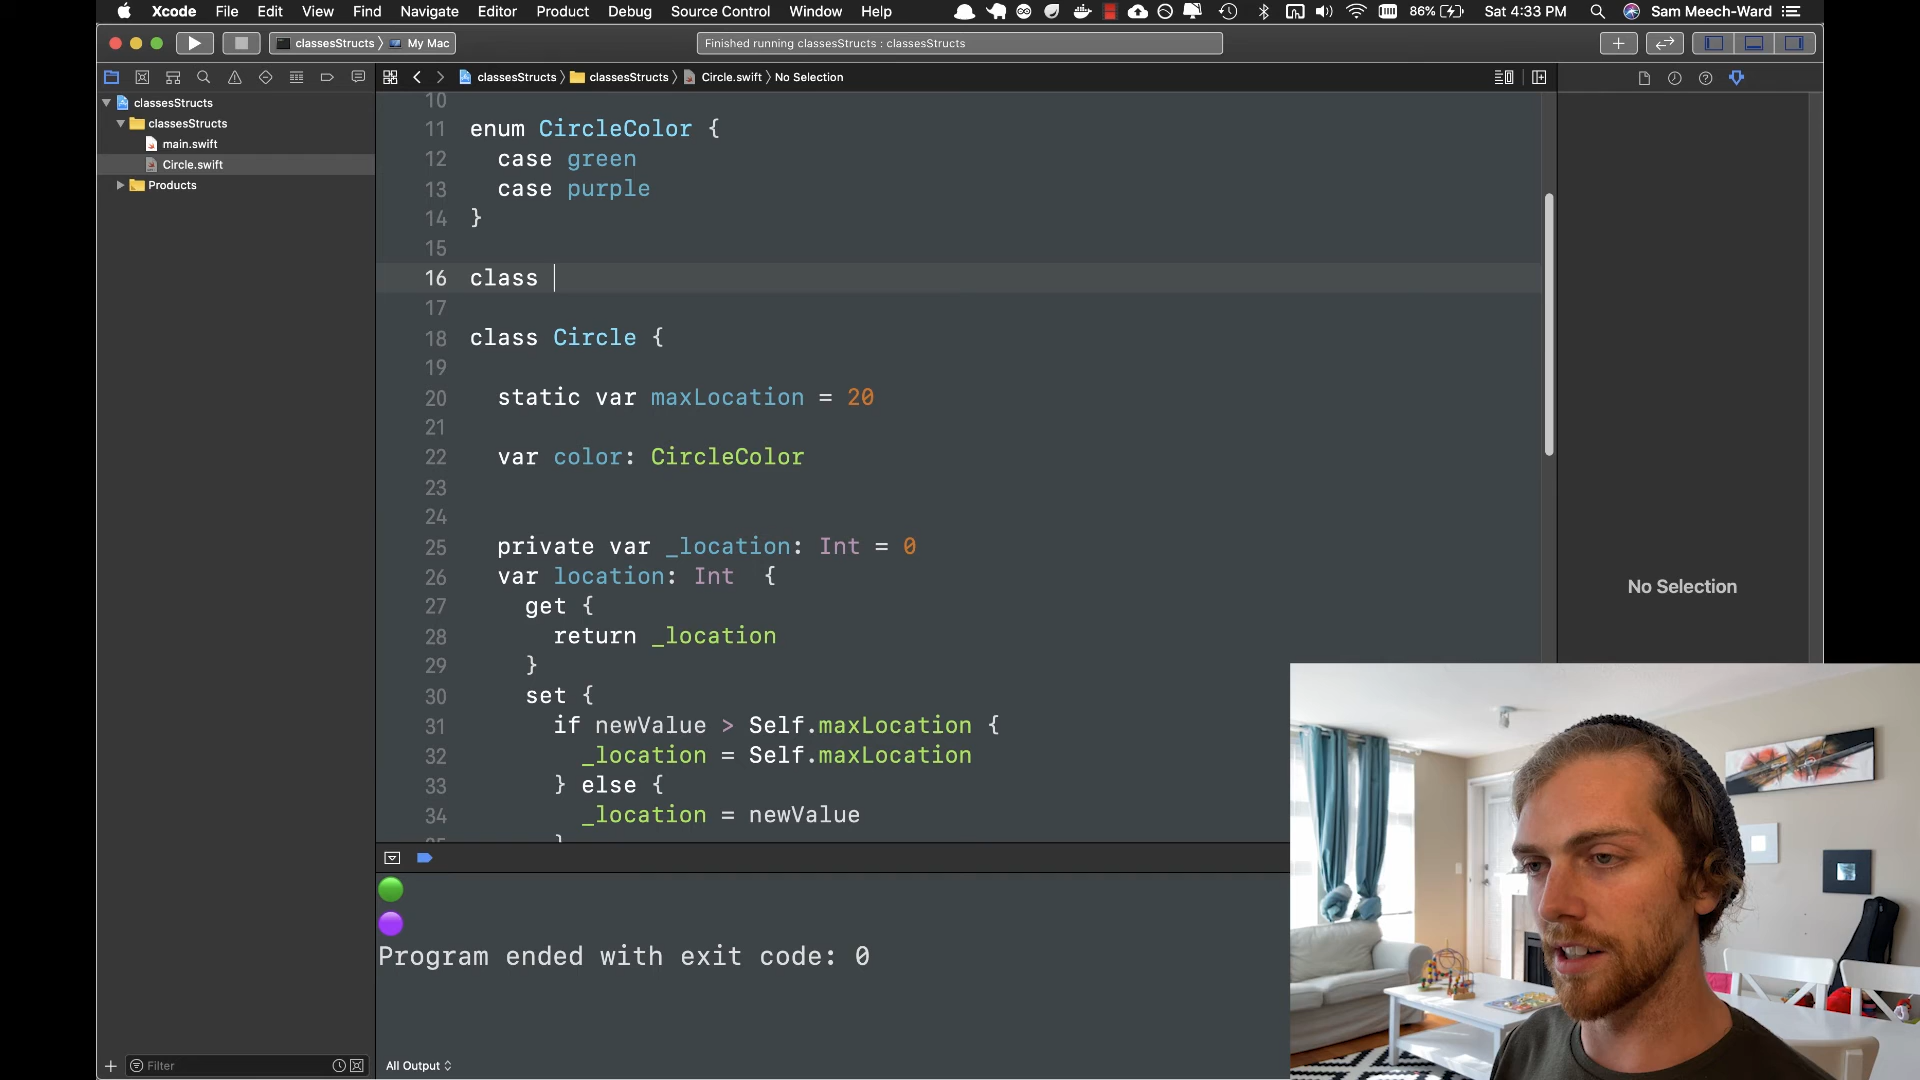 Xcode File Edit View Find Navigate Editor Product Debug Source Control Window Help 86% Sat 4:33 PM Sam Meech-Ward
classesStructs 〉 My Mac
Finished running classesStructs : classesStructs
classesStructs 〉 classesStructs 〉 Circle.swift 〉 No Selection
classesStructs
classesStructs
main.swift
Circle.swift
Products
10
11 enum CircleColor {
12 case green
13 case purple
14 }
15
16 class
17
18 class Circle {
19
20 static var maxLocation = 20
21
22 var color: CircleColor
23
24
25 private var _location: Int = 0
26 var location: Int  {
27 get {
28 return _location
29 }
30 set {
31 if newValue > Self.maxLocation {
32 _location = Self.maxLocation
33 } else {
34 _location = newValue
No Selection
Program ended with exit code: 0
Filter
All Output